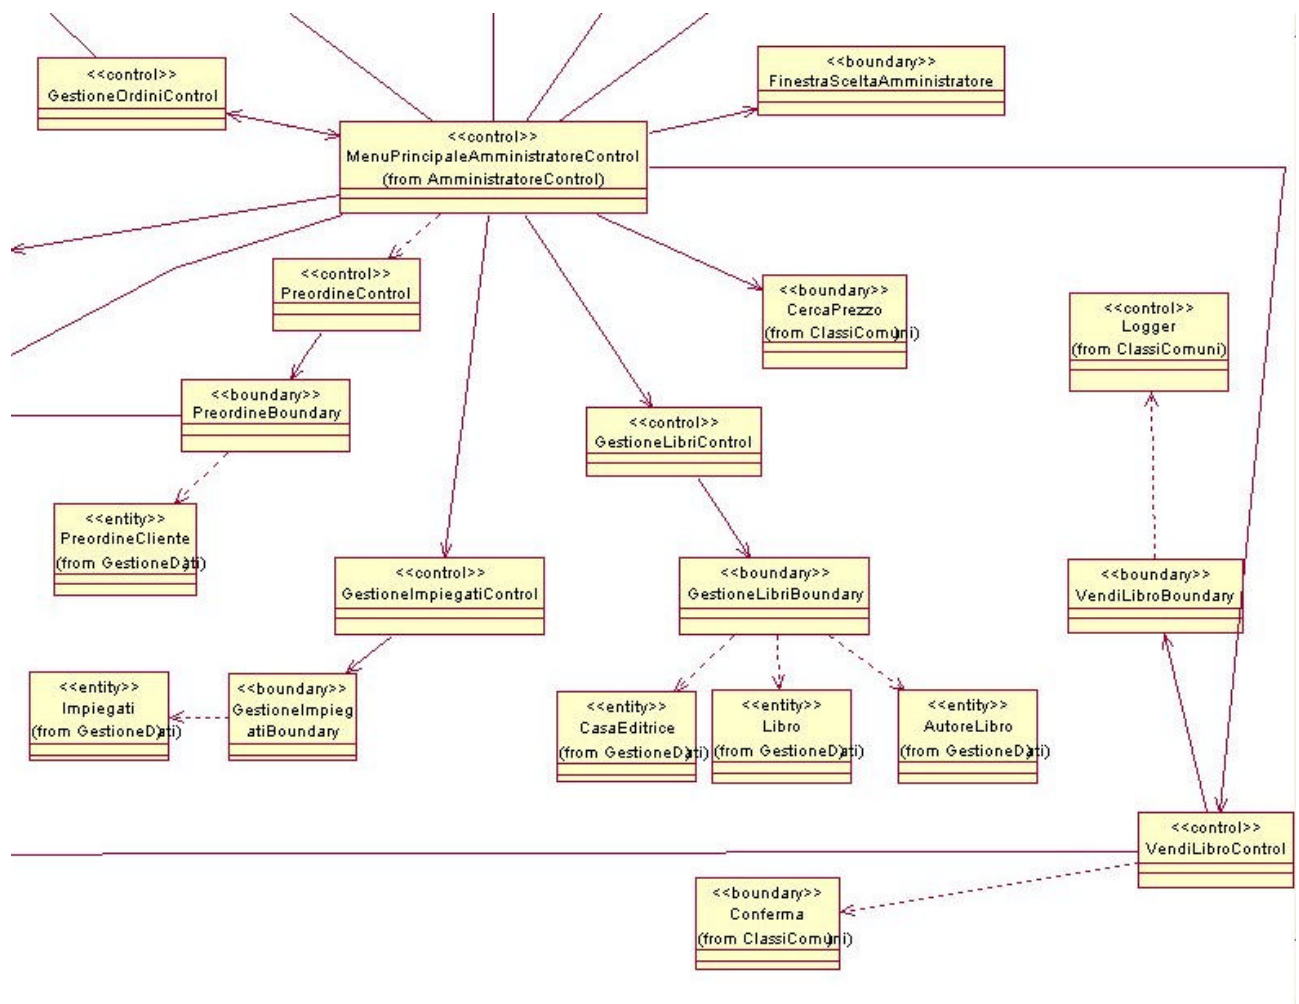 <<control>>
GestioneOrdiniControl
<<boundary>>
FinestraSceltaAmministratore
<<control>>
MenuPrincipaleAmministratoreControl
(from AmministratoreControl)
<<control>>
PreordineControl
<<boundary>>
CercaPrezzo
(from ClassiComuni)
<<control>>
Logger
(from ClassiComuni)
<<boundary>>
PreordineBoundary
<<control>>
GestioneLibriControl
<<entity>>
PreordineCliente
(from GestioneDati)
<<control>>
GestioneImpiegatiControl
<<boundary>>
GestioneLibriBoundary
<<boundary>>
VendiLibroBoundary
<<entity>>
Impiegati
(from GestioneDati)
<<boundary>>
GestioneImpieg
atiBoundary
<<entity>>
CasaEditrice
(from GestioneDati)
<<entity>>
Libro
(from GestioneDati)
<<entity>>
AutoreLibro
(from GestioneDati)
<<control>>
VendiLibroControl
<<boundary>>
Conferma
(from ClassiComuni)